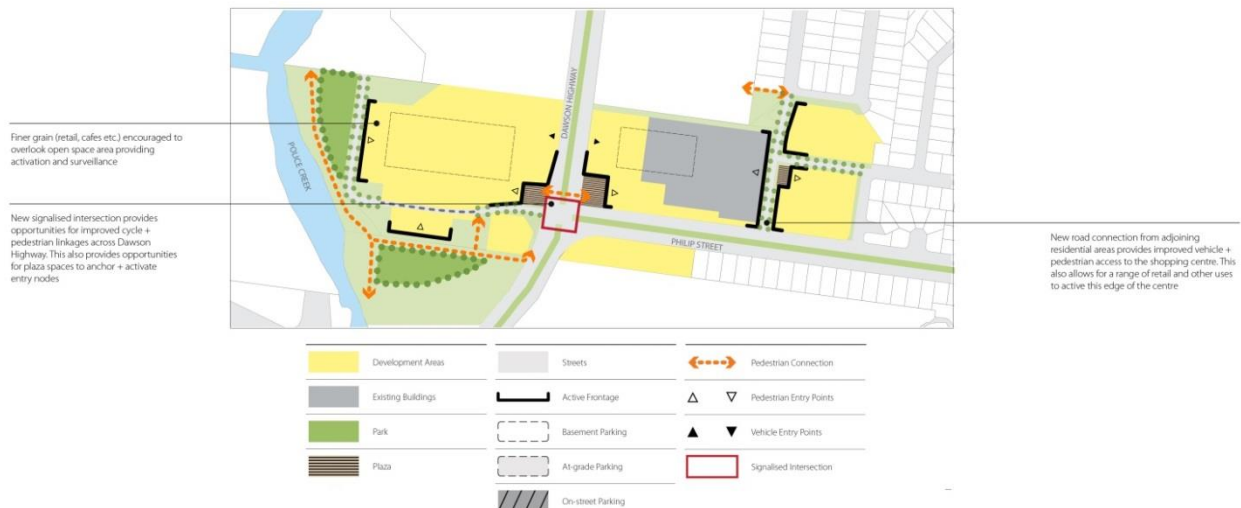 Finer grain (retail, cafes etc.) encouraged to
overlook open space area providing
activation and surveillance
New signalised intersection provides
opportunities for improved cycle +
pedestrian linkages across Dawson
Highway. This also provides opportunities
for plaza spaces to anchor + activate
entry nodes
POLICE CREEK
DAWSON HIGHWAY
PHILIP STREET
New road connection from adjoining
residential areas provides improved vehicle +
pedestrian access to the shopping centre. This
also allows for a range of retail and other uses
to active this edge of the centre
Development Areas
Existing Buildings
Park
Plaza
Streets
Active Frontage
Basement Parking
At-grade Parking
On-street Parking
Pedestrian Connection
Pedestrian Entry Points
Vehicle Entry Points
Signalised Intersection